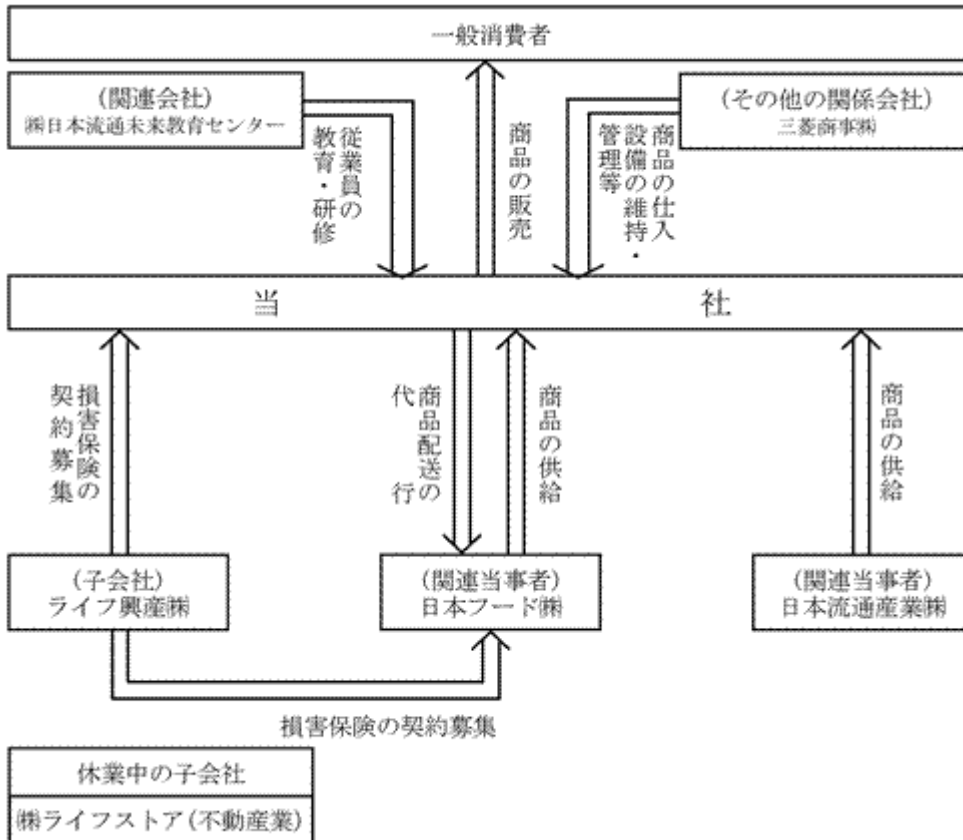 一般消費者
(関連会社)
㈱日本流通未来教育センター
(その他の関係会社)
三菱商事㈱
従業員の
教育・研修
商品の販売
商品の仕入
設備の維持・
管理等
当社
損害保険の
契約募集
商品配送の
代行
商品の供給
商品の供給
(子会社)
ライフ興産㈱
(関連当事者)
日本フード㈱
(関連当事者)
日本流通産業㈱
損害保険の契約募集
休業中の子会社
㈱ライフストア(不動産業)